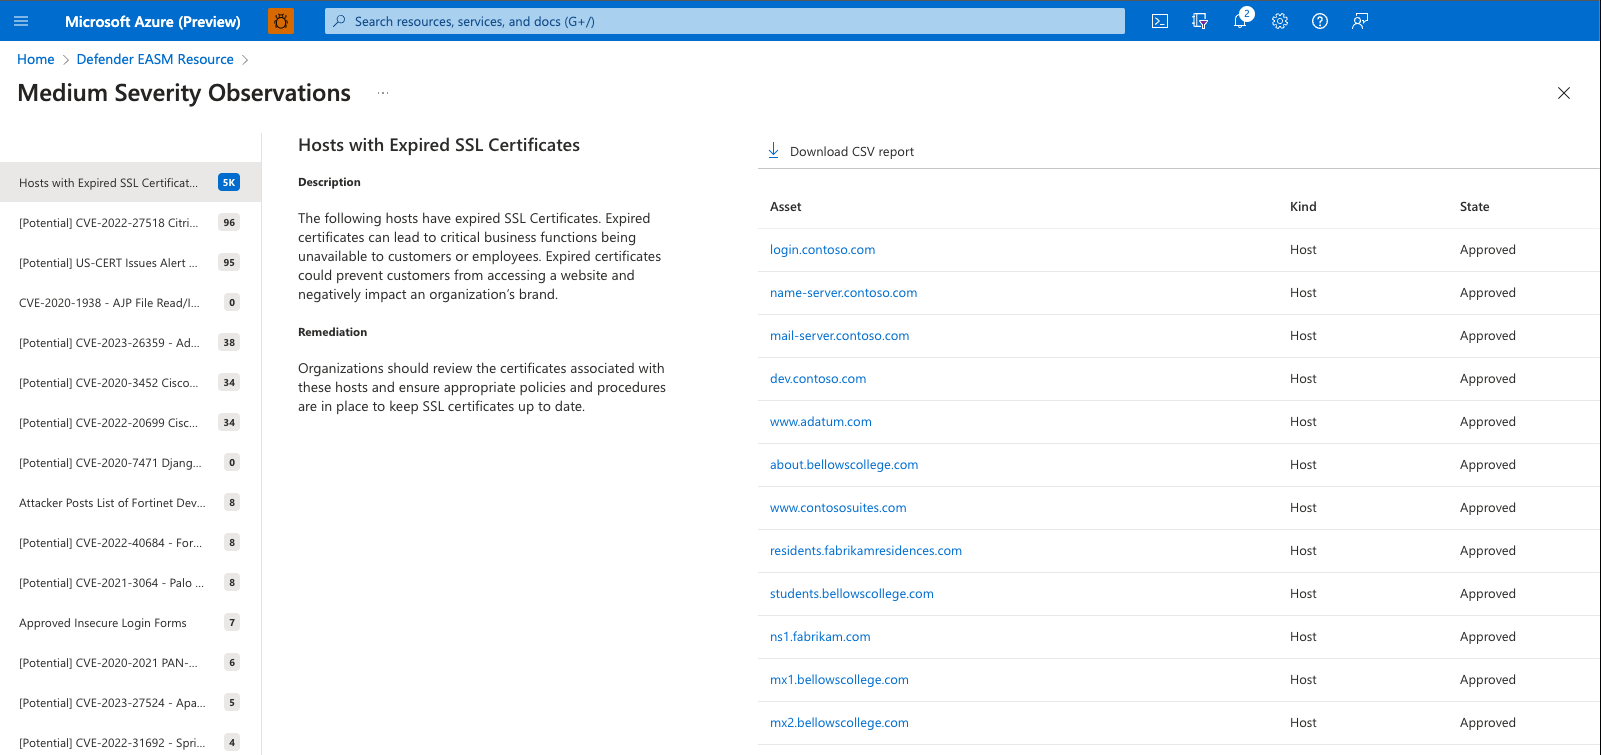 Microsoft Azure (Preview)
Search resources, services, and docs (G+/)
2
Home > Defender EASM Resource >
Medium Severity Observations ...
Hosts with Expired SSL Certificat... 5K
[Potential] CVE-2022-27518 Citri... 96
[Potential] US-CERT Issues Alert ... 95
CVE-2020-1938 - AJP File Read/I... 0
[Potential] CVE-2023-26359 - Ad... 38
[Potential] CVE-2020-3452 Cisco... 34
[Potential] CVE-2022-20699 Cisc... 34
[Potential] CVE-2020-7471 Djang... 0
Attacker Posts List of Fortinet Dev... 8
[Potential] CVE-2022-40684 - For... 8
[Potential] CVE-2021-3064 - Palo ... 8
Approved Insecure Login Forms 7
[Potential] CVE-2020-2021 PAN-... 6
[Potential] CVE-2023-27524 - Apa... 5
[Potential] CVE-2022-31692 - Spri... 4
Hosts with Expired SSL Certificates
Description
The following hosts have expired SSL Certificates. Expired
certificates can lead to critical business functions being
unavailable to customers or employees. Expired certificates
could prevent customers from accessing a website and
negatively impact an organization’s brand.
Remediation
Organizations should review the certificates associated with
these hosts and ensure appropriate policies and procedures
are in place to keep SSL certificates up to date.
Download CSV report
Asset Kind State
login.contoso.com Host Approved
name-server.contoso.com Host Approved
mail-server.contoso.com Host Approved
dev.contoso.com Host Approved
www.adatum.com Host Approved
about.bellowscollege.com Host Approved
www.contososuites.com Host Approved
residents.fabrikamresidences.com Host Approved
students.bellowscollege.com Host Approved
ns1.fabrikam.com Host Approved
mx1.bellowscollege.com Host Approved
mx2.bellowscollege.com Host Approved